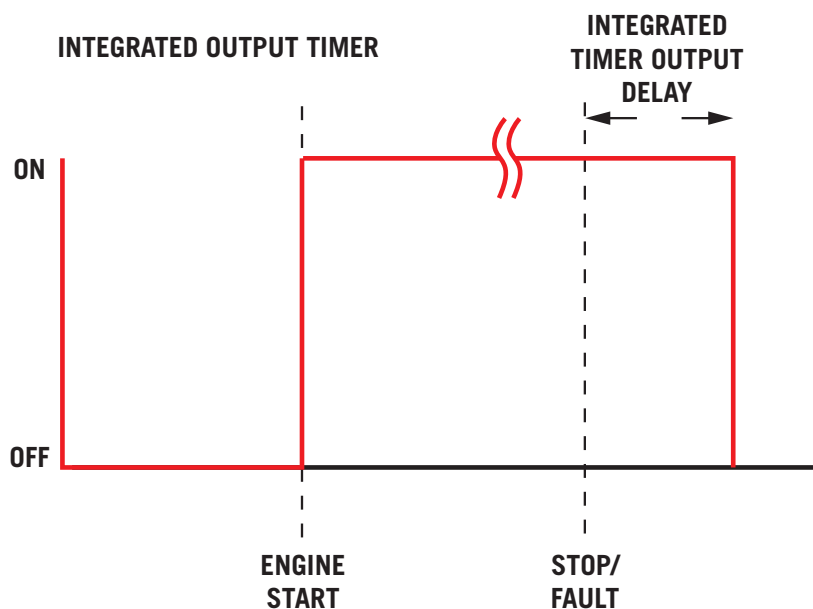 INTEGRATED OUTPUT TIMER
INTEGRATED
TIMER OUTPUT
DELAY
ON
OFF
ENGINE
START
STOP/
FAULT